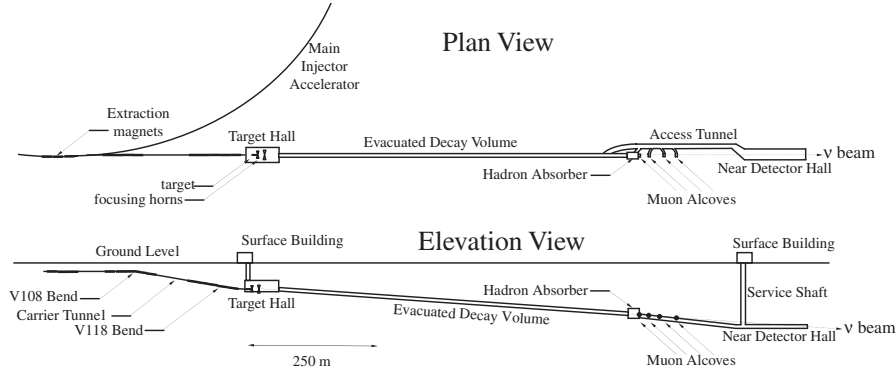 Plan View
Main
Injector
Accelerator
Extraction
magnets
Target Hall
Evacuated Decay Volume
Access Tunnel
ν beam
target
focusing horns
Hadron Absorber
Near Detector Hall
Muon Alcoves
Elevation View
Ground Level
Surface Building
Surface Building
V108 Bend
Carrier Tunnel
V118 Bend
Target Hall
Hadron Absorber
Evacuated Decay Volume
Service Shaft
ν beam
Near Detector Hall
Muon Alcoves
250 m